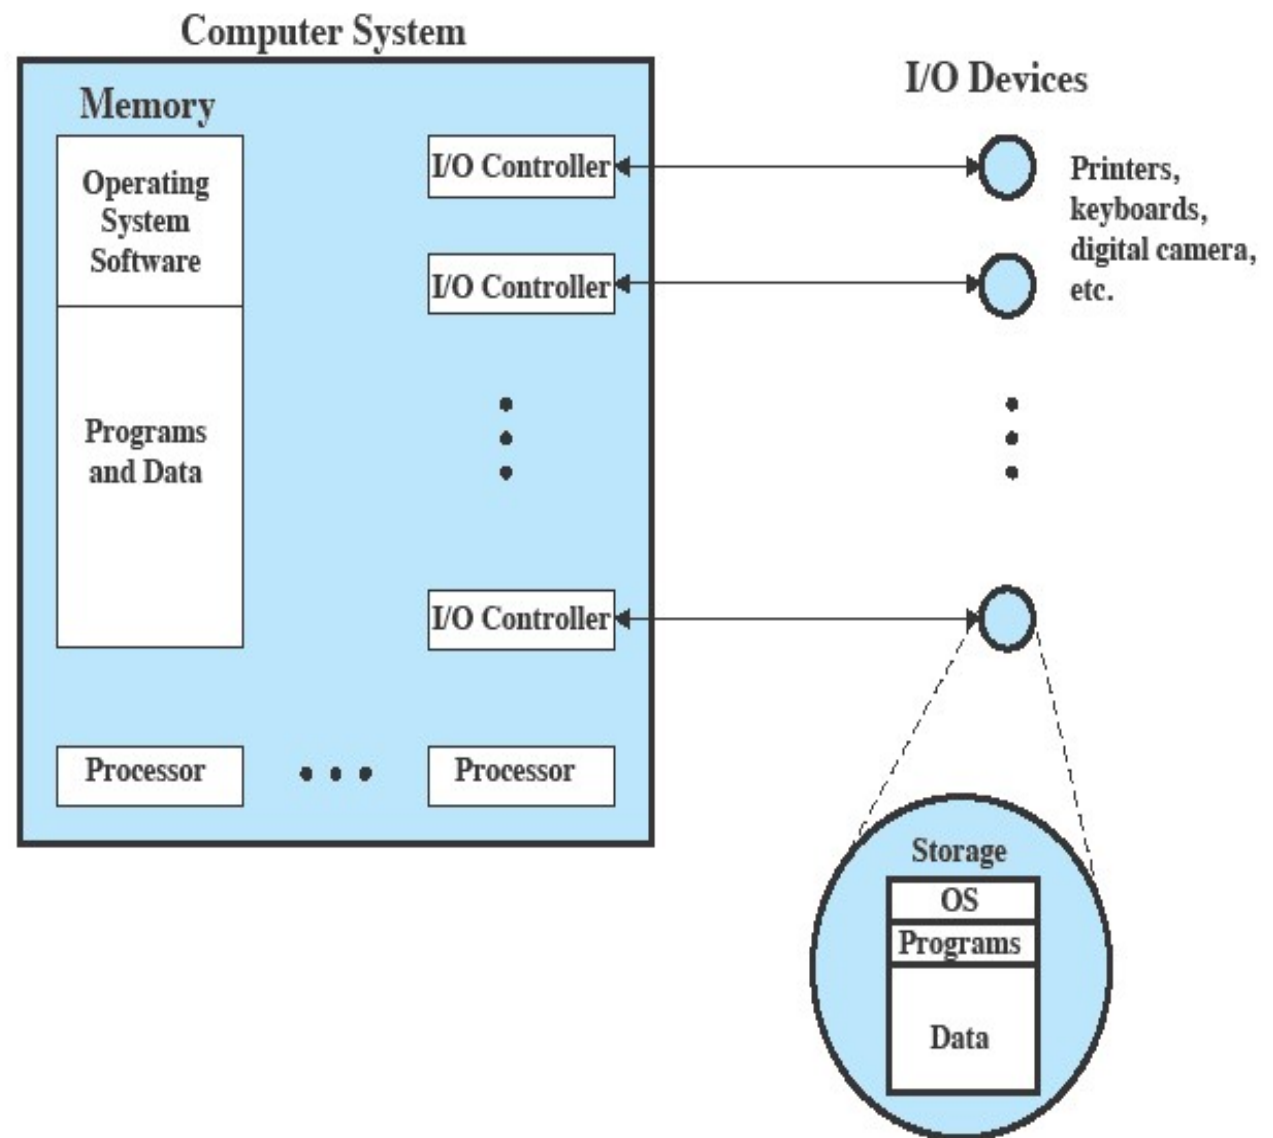 Computer System
I/O Devices
Memory
Operating
System
Software
Programs
and Data
I/O Controller
I/O Controller
I/O Controller
Printers,
keyboards,
digital camera,
etc.
Processor
Processor
Storage
OS
Programs
Data